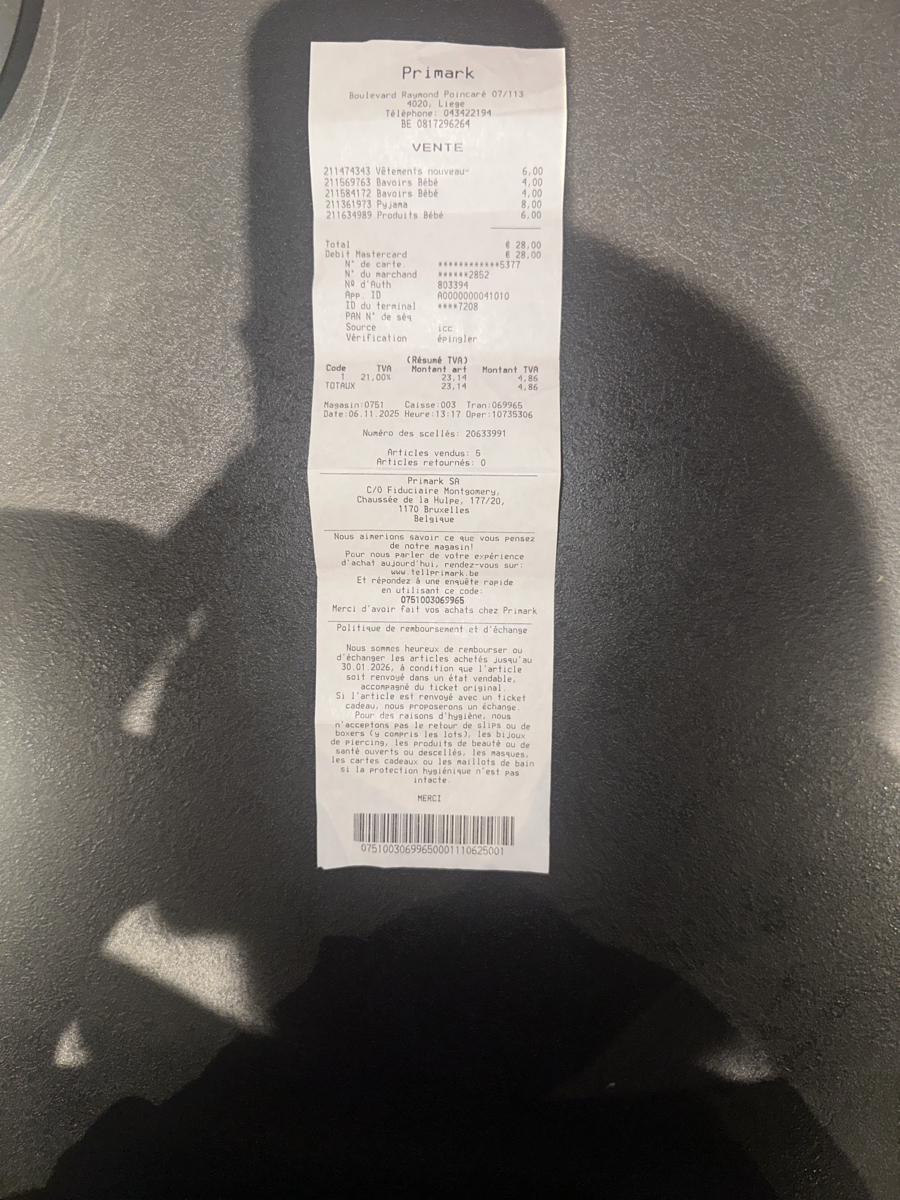 Primark
Boulevard Raymond Poincaré 07/113
4020, Liege
Téléphone: 043422194
BE 0817296264
VENTE
211474343 Vêtements nouveau- 6,00
211569763 Bavoirs Bébé 4,00
211584172 Bavoirs Bébé 4,00
211361973 Pyjama 8,00
211634989 Produits Bébé 6,00
Total € 28,00
Debit Mastercard € 28,00
N° de carte. ************5377
N° du marchand ******2852
Nº d'Auth 803394
App. ID A0000000041010
ID du terminal ****7208
PAN N° de séq
Source icc
Vérification épingler
(Résumé TVA)
Code TVA Montant art Montant TVA
1 21,00% 23,14 4,86
TOTAUX 23,14 4,86
Magasin:0751 Caisse:003 Tran:069965
Date:06.11.2025 Heure:13:17 Oper:10735306
Numéro des scellés: 20633991
Articles vendus: 5
Articles retournés: 0
Primark SA
C/O Fiduciaire Montgomery,
Chaussée de la Hulpe, 177/20,
1170 Bruxelles
Belgique
Nous aimerions savoir ce que vous pensez
de notre magasin!
Pour nous parler de votre expérience
d'achat aujourd'hui, rendez-vous sur:
www.tellprimark.be
Et répondez à une enquête rapide
en utilisant ce code:
0751003069965
Merci d'avoir fait vos achats chez Primark
Politique de remboursement et d'échange
Nous sommes heureux de rembourser ou
d'échanger les articles achetés jusqu'au
30.01.2026, à condition que l'article
soit renvoyé dans un état vendable,
accompagné du ticket original.
Si l'article est renvoyé avec un ticket
cadeau, nous proposerons un échange.
Pour des raisons d'hygiène, nous
n'acceptons pas le retour de slips ou de
boxers (y compris les lots), les bijoux
de piercing, les produits de beauté ou de
santé ouverts ou descellés, les masques,
les cartes cadeaux ou les maillots de bain
si la protection hygiénique n'est pas
intacte.
MERCI
07510030699650001110625001